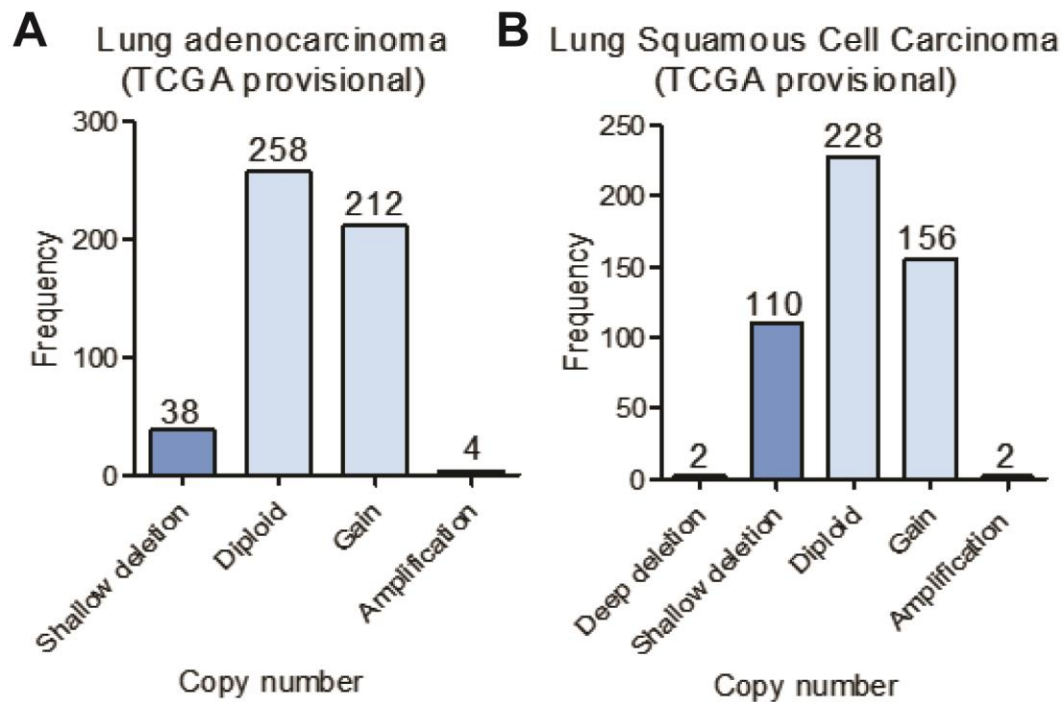 A Lung adenocarcinoma
(TCGA provisional)
300
200
100
0
Frequency
38
258
212
4
Shallow deletion
Diploid
Gain
Amplification
Copy number
B Lung Squamous Cell Carcinoma
(TCGA provisional)
250
200
150
100
50
0
Frequency
2
110
228
156
2
Deep deletion
Shallow deletion
Diploid
Gain
Amplification
Copy number